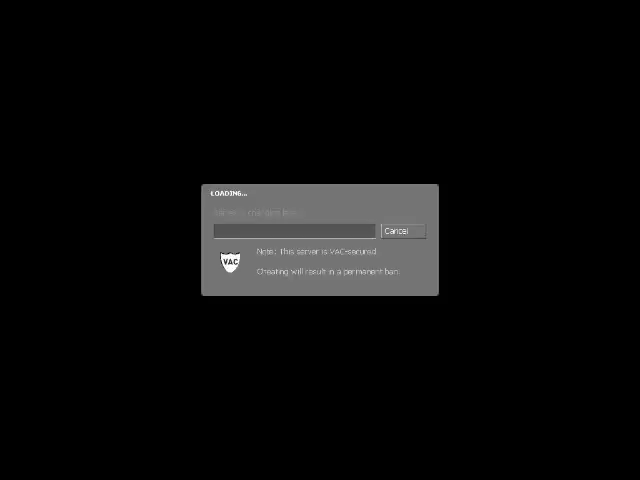 LOADING...
Cancel
VAC
Note: This server is VAC-secured.
Cheating will result in a permanent ban.